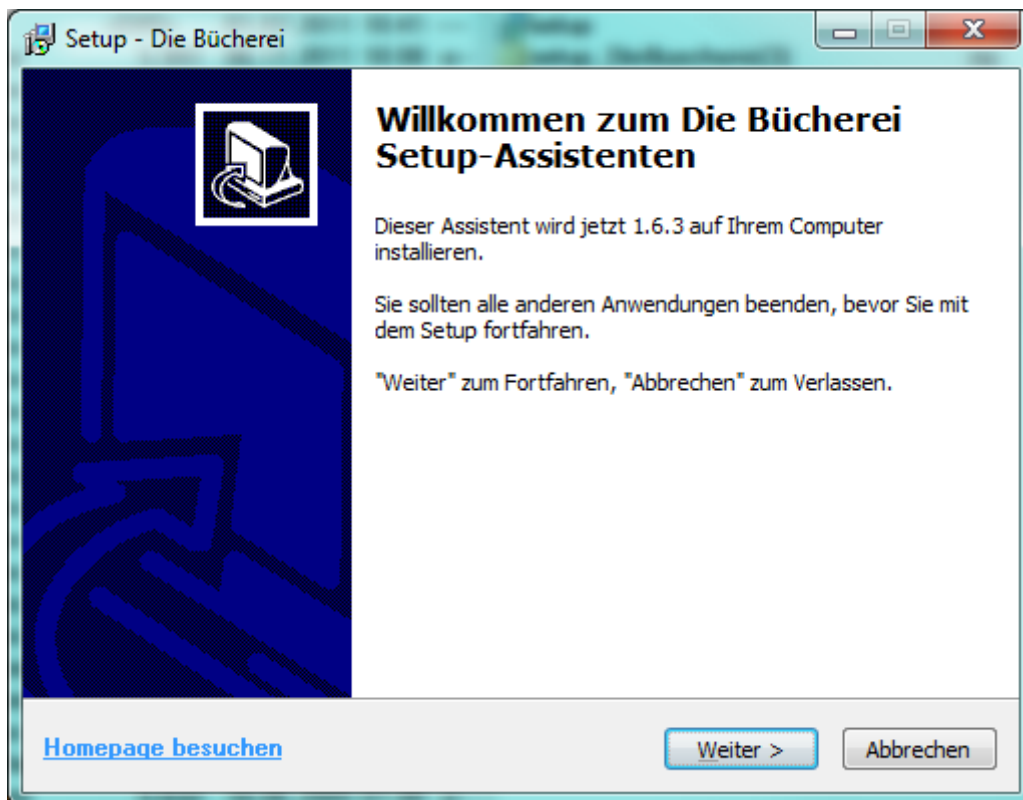 Setup - Die Bücherei
Willkommen zum Die Bücherei
Setup-Assistenten
Dieser Assistent wird jetzt 1.6.3 auf Ihrem Computer
installieren.
Sie sollten alle anderen Anwendungen beenden, bevor Sie mit
dem Setup fortfahren.
"Weiter" zum Fortfahren, "Abbrechen" zum Verlassen.
Homepage besuchen
Weiter >
Abbrechen